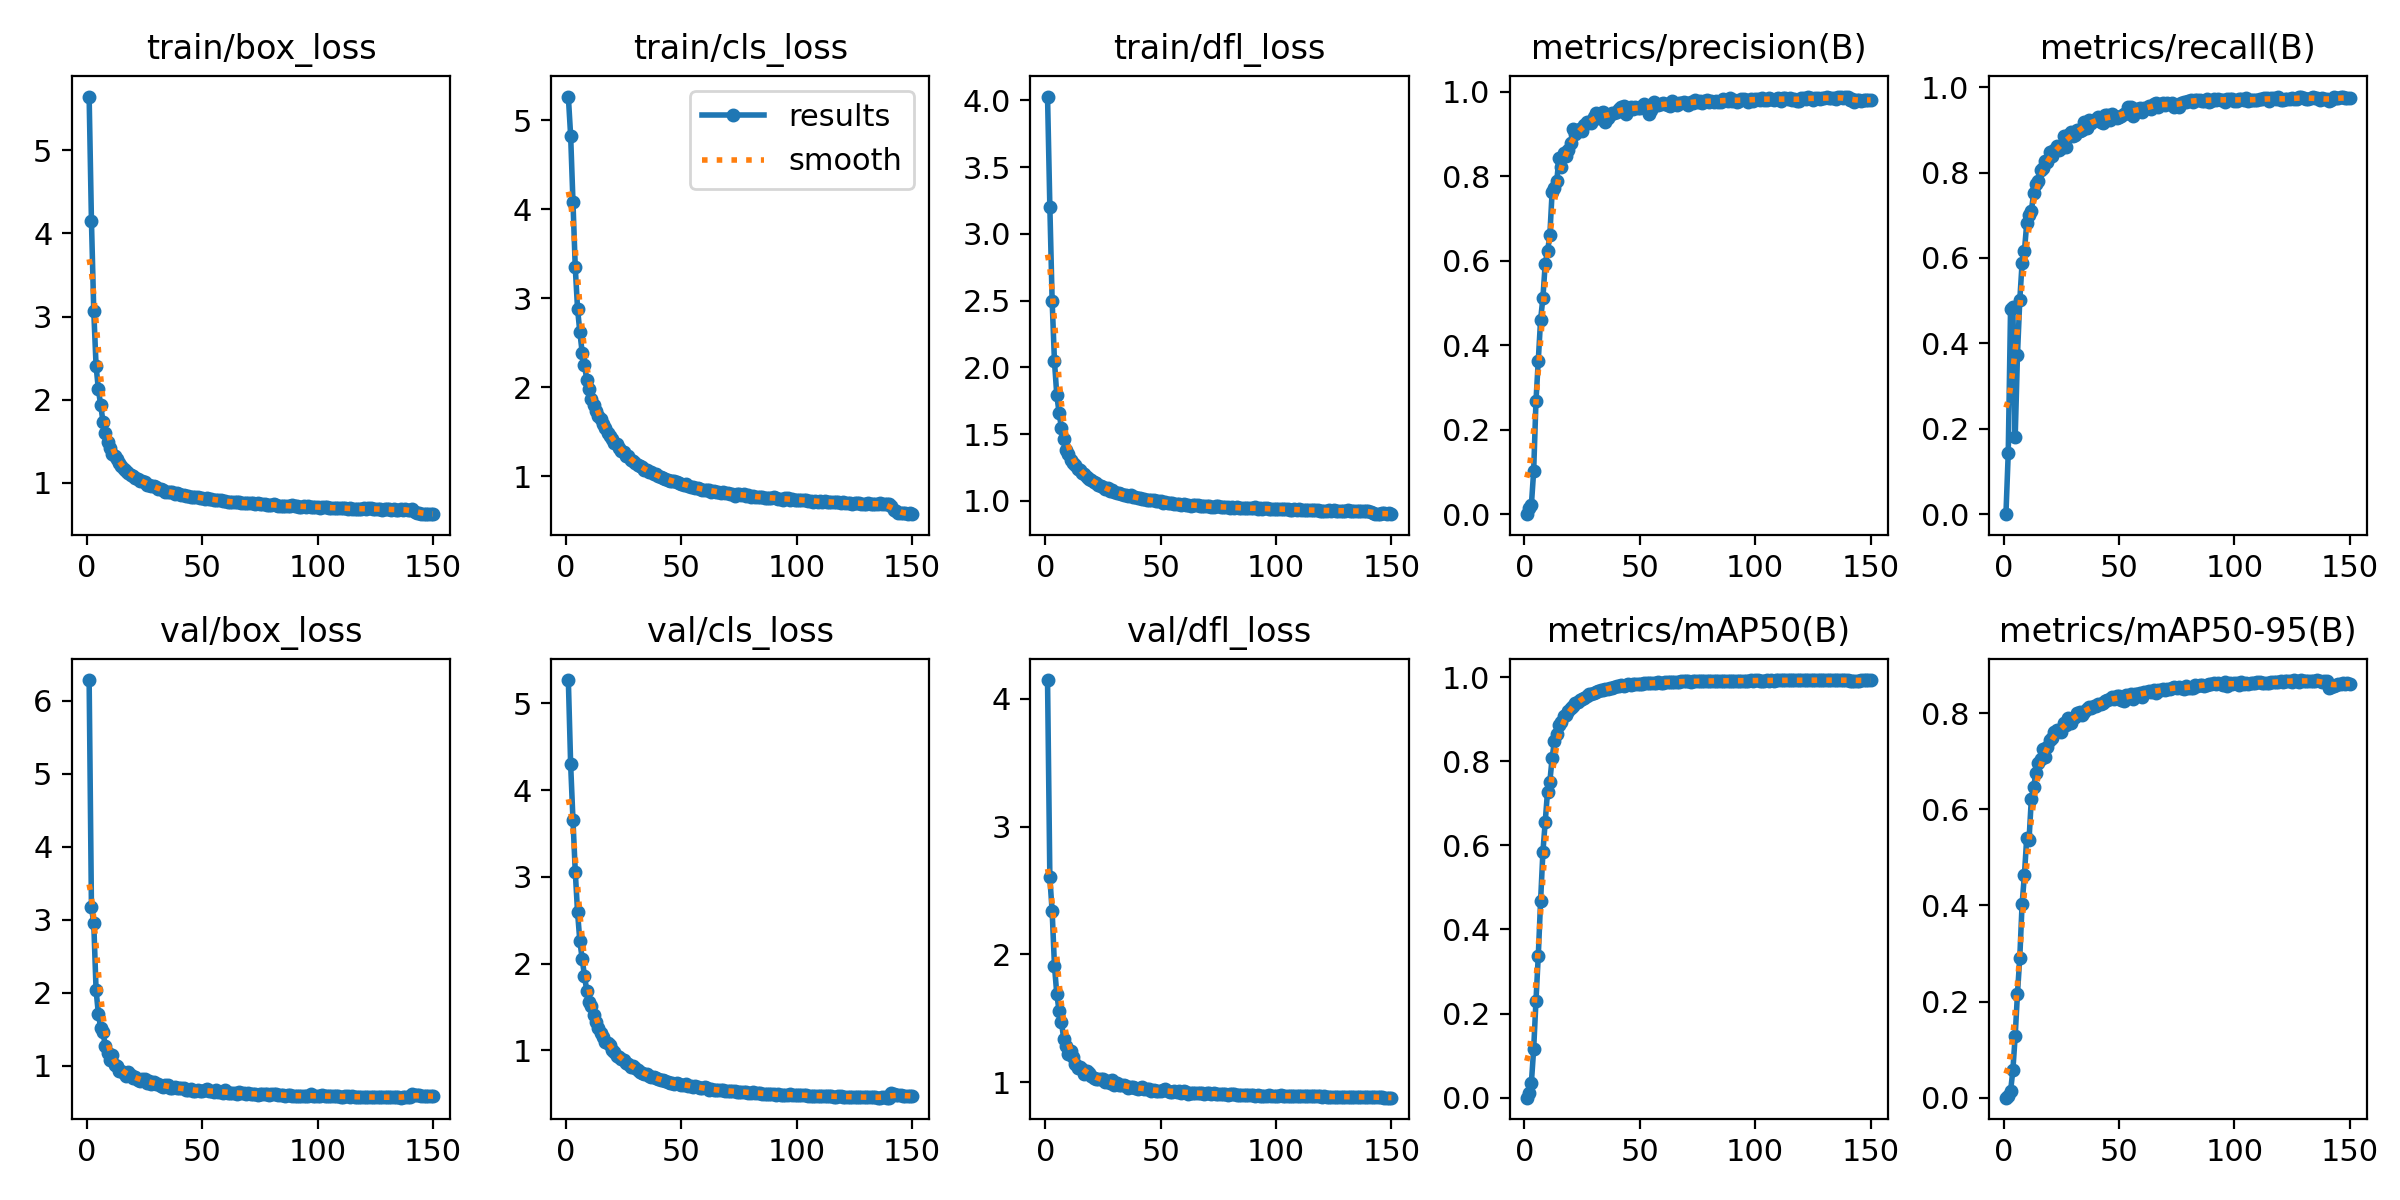 train/box_loss
5
4
3
2
1
0 50 100 150
train/cls_loss
results
smooth
5
4
3
2
1
0 50 100 150
train/dfl_loss
4.0
3.5
3.0
2.5
2.0
1.5
1.0
0 50 100 150
metrics/precision(B)
1.0
0.8
0.6
0.4
0.2
0.0
0 50 100 150
metrics/recall(B)
1.0
0.8
0.6
0.4
0.2
0.0
0 50 100 150
val/box_loss
6
5
4
3
2
1
0 50 100 150
val/cls_loss
5
4
3
2
1
0 50 100 150
val/dfl_loss
4
3
2
1
0 50 100 150
metrics/mAP50(B)
1.0
0.8
0.6
0.4
0.2
0.0
0 50 100 150
metrics/mAP50-95(B)
0.8
0.6
0.4
0.2
0.0
0 50 100 150